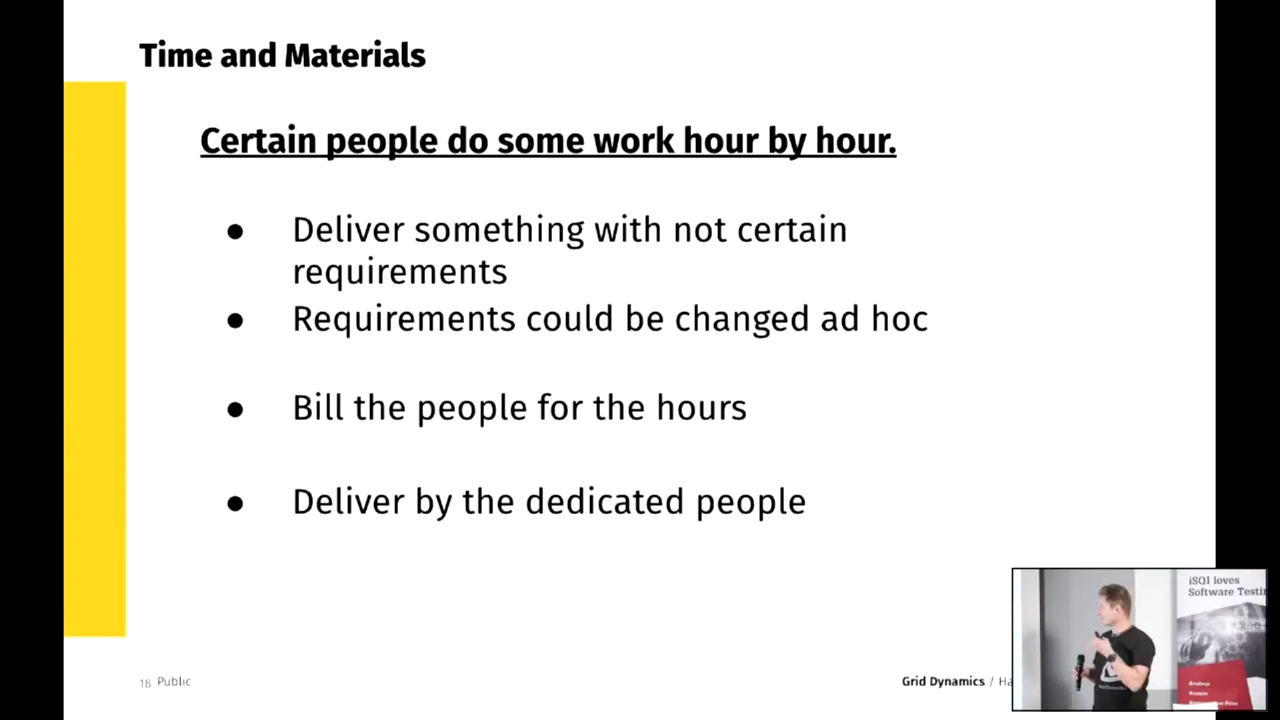 Time and Materials
Certain people do some work hour by hour.
● Deliver something with not certain
requirements
● Requirements could be changed ad hoc
● Bill the people for the hours
● Deliver by the dedicated people
18 Public
Grid Dynamics /
iSQI loves
Software
Grid Dynamics